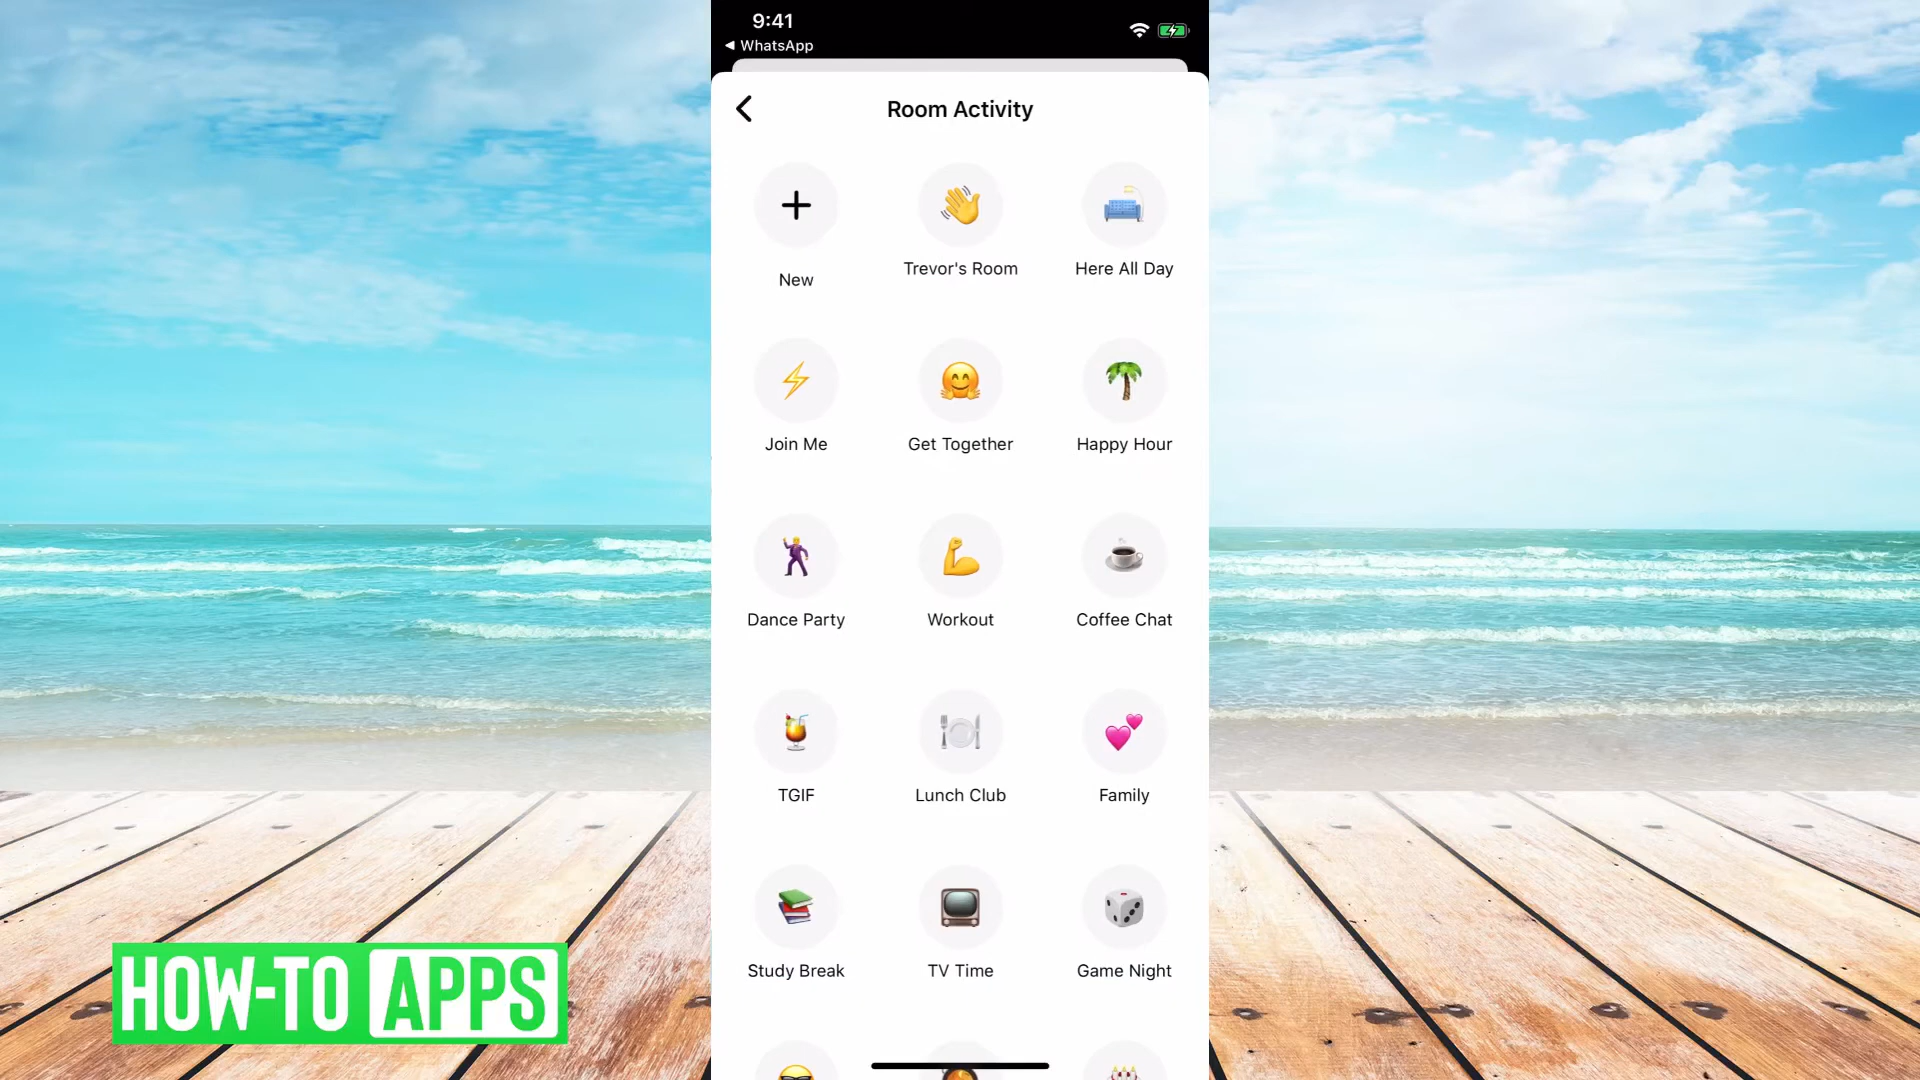 9:41
◀ WhatsApp
Room Activity
New
Trevor's Room
Here All Day
Join Me
Get Together
Happy Hour
Dance Party
Workout
Coffee Chat
TGIF
Lunch Club
Family
Study Break
TV Time
Game Night
HOW-TO APPS